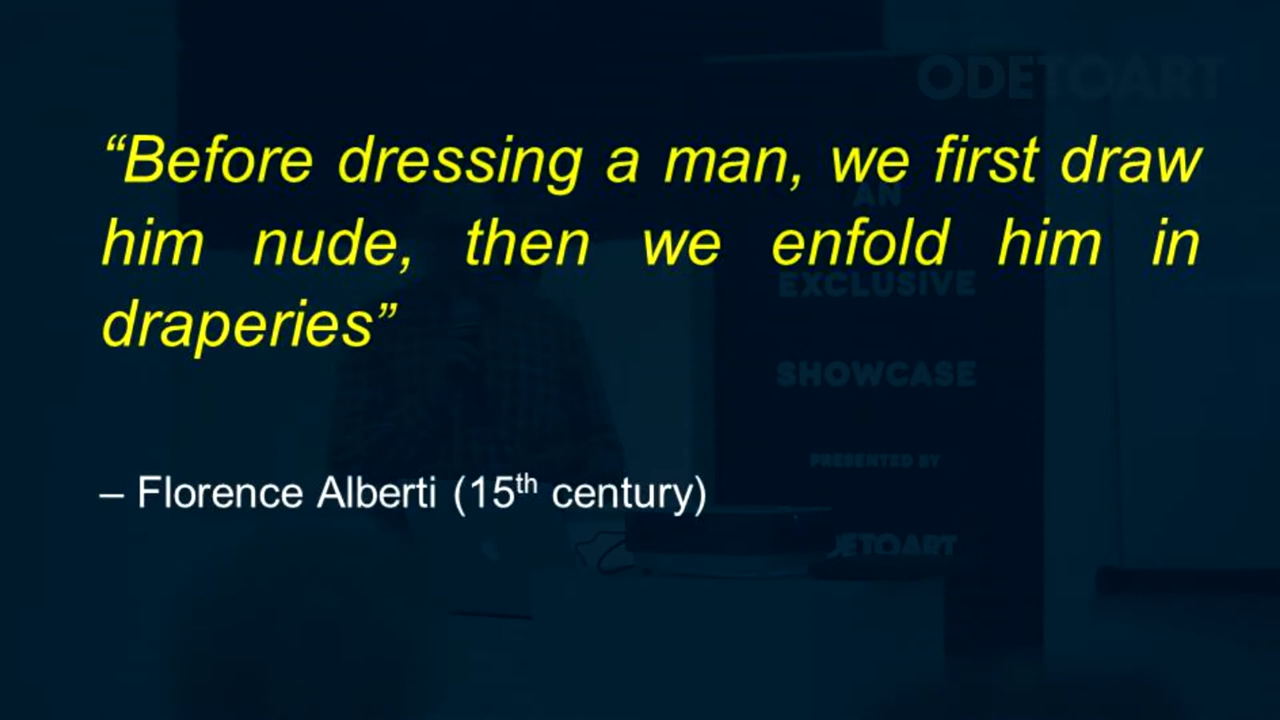 ODETOART
“Before dressing a man, we first draw
him nude, then we enfold him in
draperies”
– Florence Alberti (15th century)
AN
EXCLUSIVE
SHOWCASE
PRESENTED BY
ODETOART